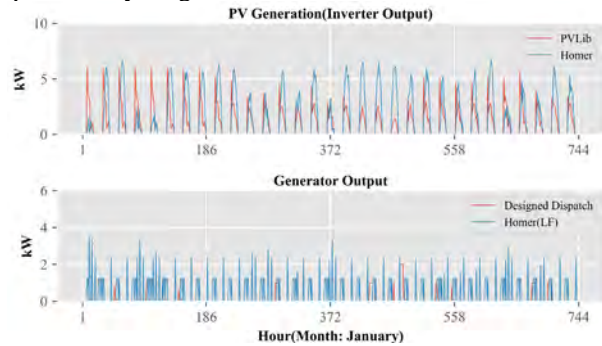 PV Generation(Inverter Output)
10
PVLib
Homer
kW
5
0
1
186
372
558
744
Generator Output
6
Designed Dispatch
Homer(LF)
kW
4
2
0
1
186
372
558
744
Hour(Month: January)